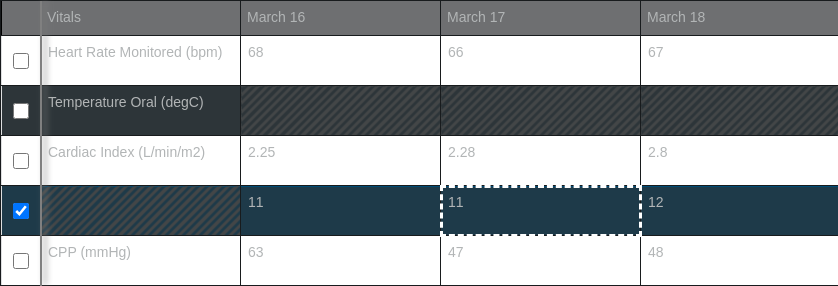 Vitals March 16 March 17 March 18
Heart Rate Monitored (bpm) 68 66 67
Temperature Oral (degC)
Cardiac Index (L/min/m2) 2.25 2.28 2.8
11 11 12
CPP (mmHg) 63 47 48